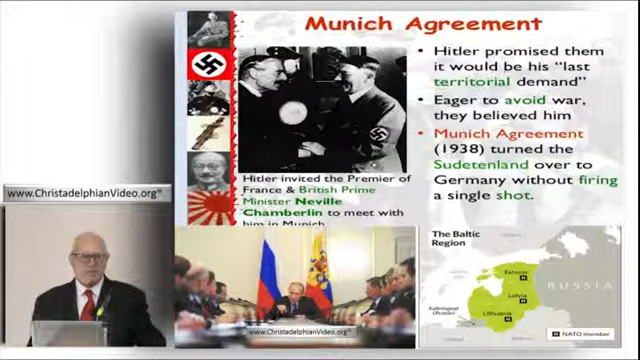 Munich Agreement
• Hitler promised them
it would be his "last
territorial demand"
• Eager to avoid war,
they believed him
• Munich Agreement
(1938) turned the
Sudetenland over to
Germany without firing
a single shot.
Hitler invited the Premier of
France & British Prime
Minister Neville
Chamberlin to meet with
him in Munich
www.ChristadelphianVideo.org®
www.ChristadelphianVideo.org®
The Baltic
Region
Estonia
Latvia
Lithuania
RUSSIA
Kaliningrad
(Russia)
NATO member